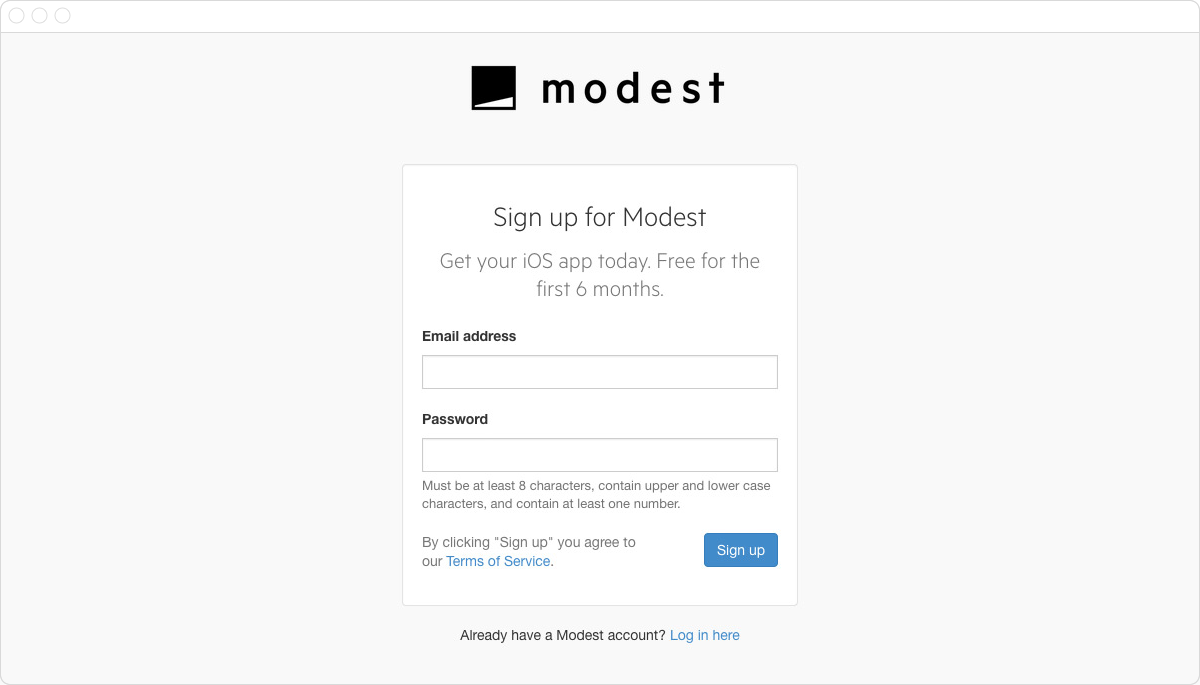 modest
Sign up for Modest
Get your iOS app today. Free for the
first 6 months.
Email address
Password
Must be at least 8 characters, contain upper and lower case
characters, and contain at least one number.
By clicking "Sign up" you agree to
our Terms of Service.
Sign up
Already have a Modest account? Log in here